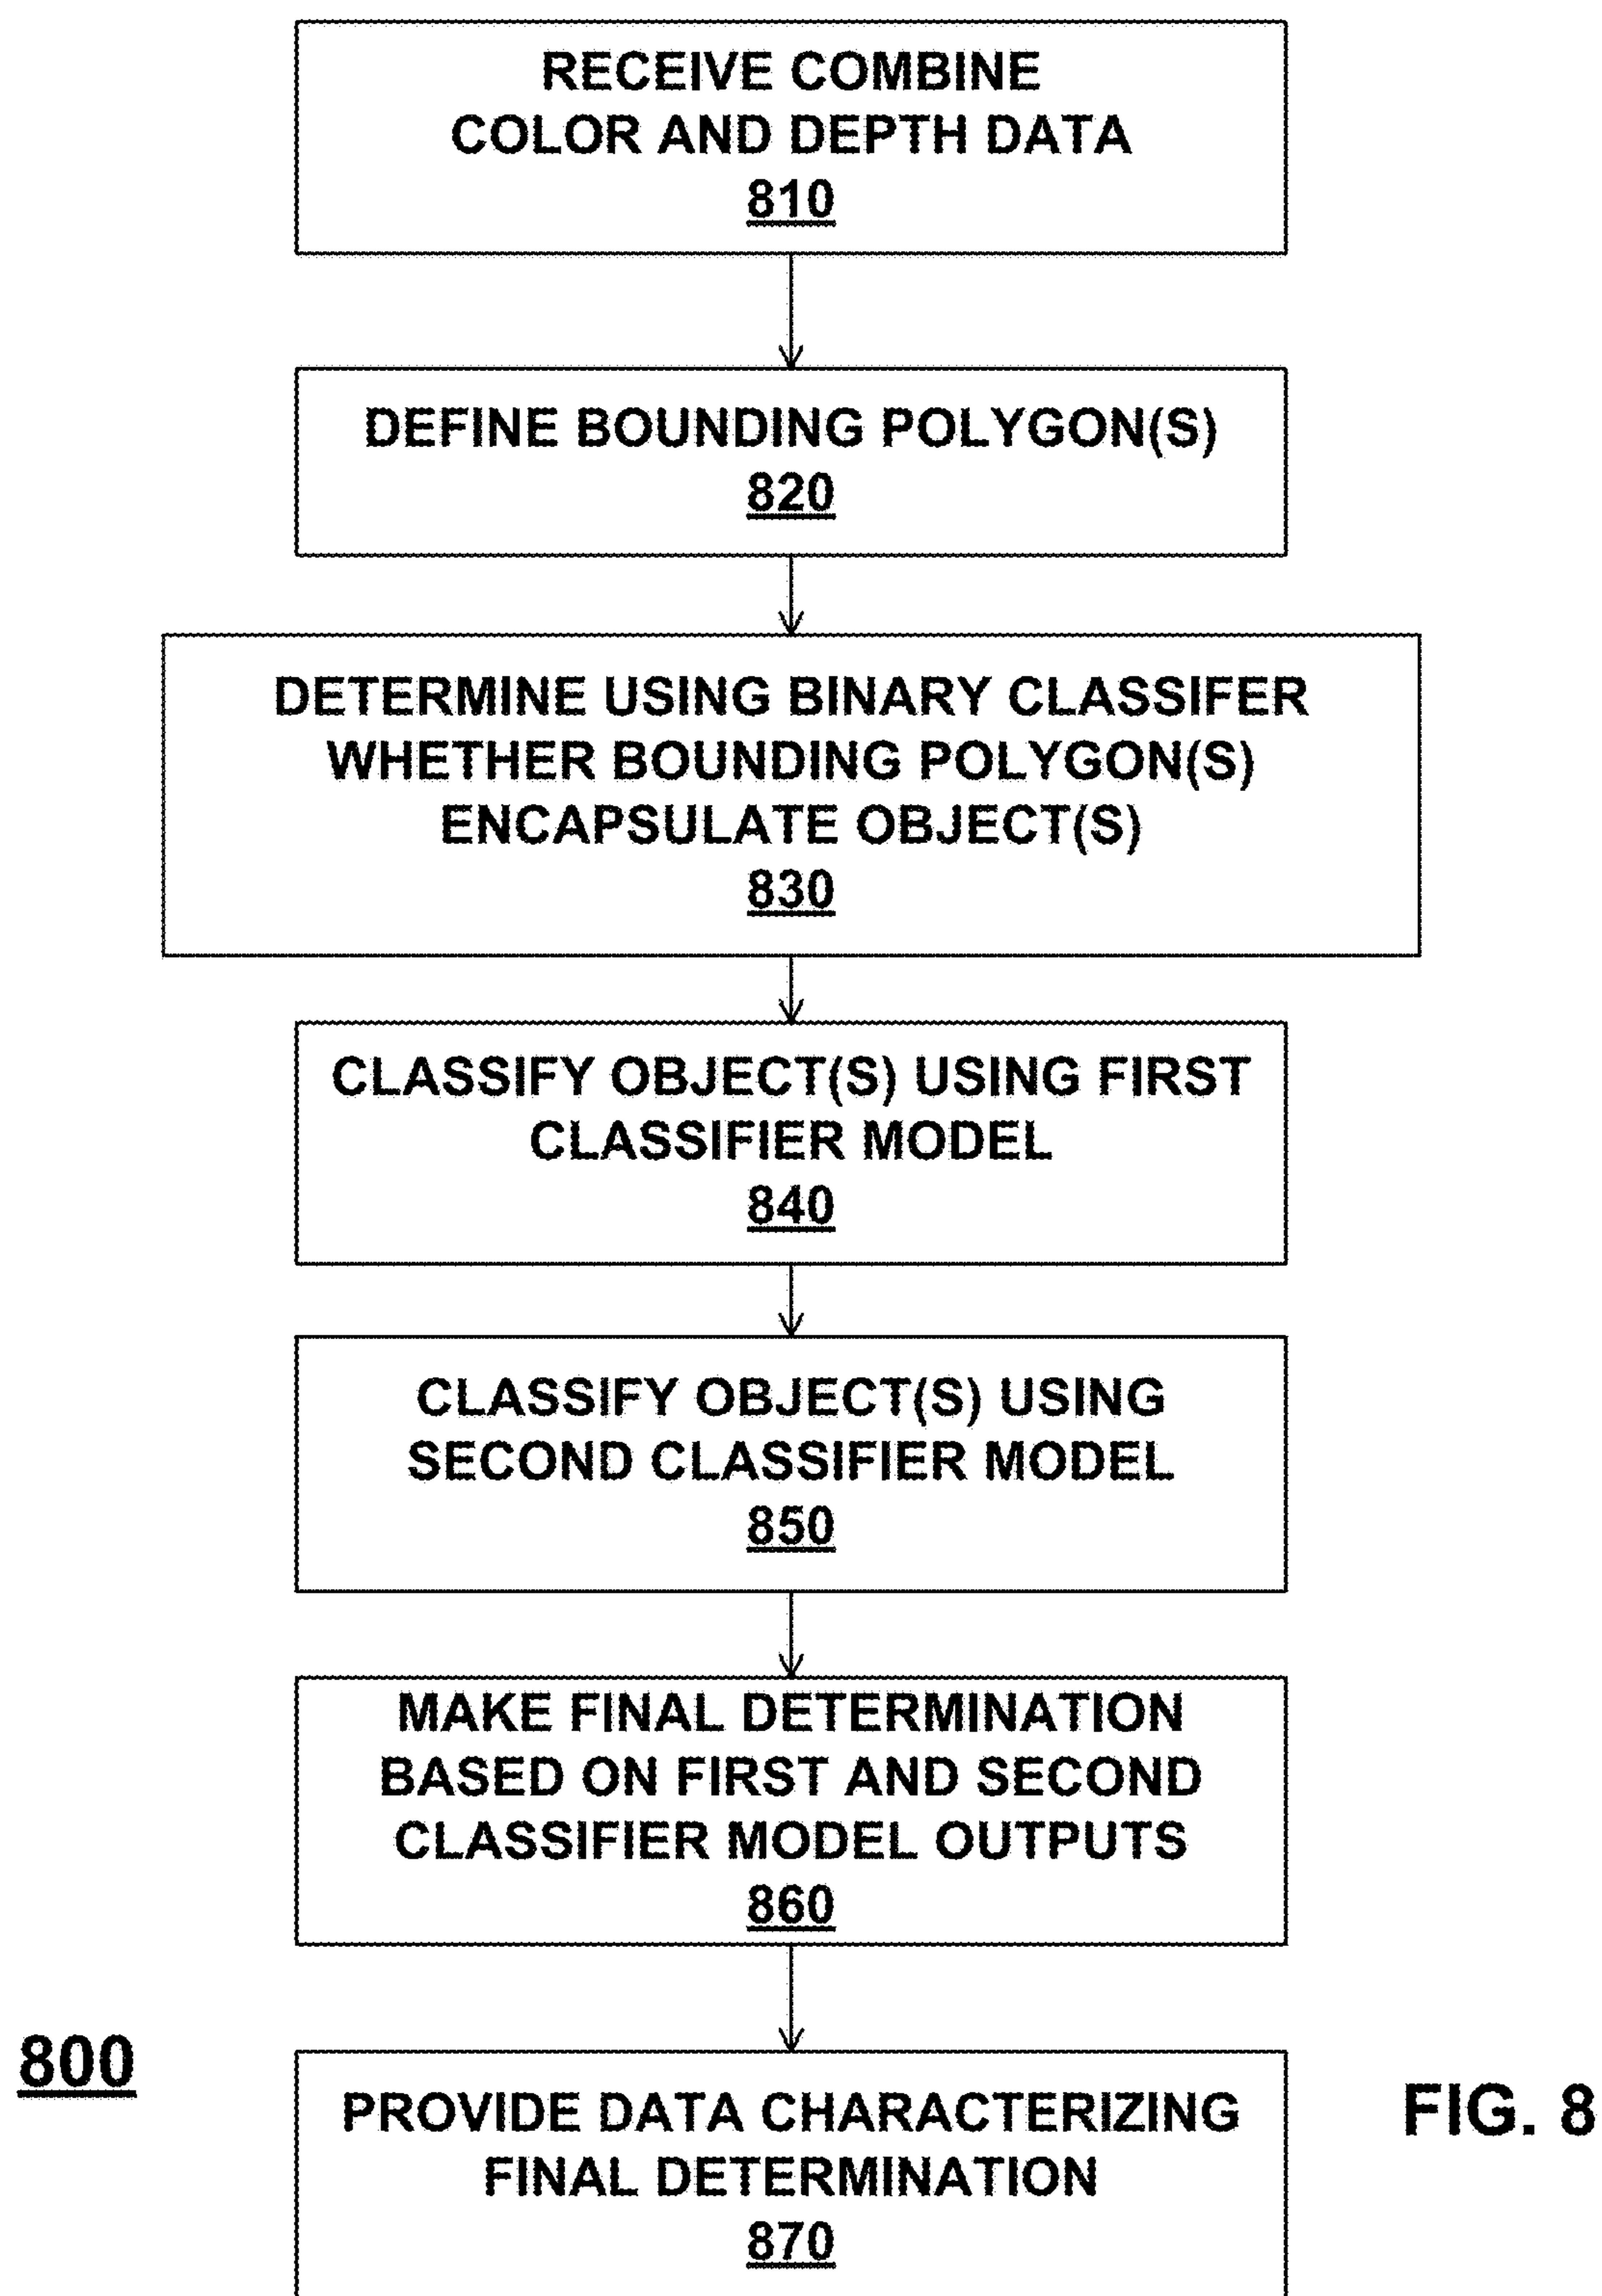 RECEIVE COMBINE
COLOR AND DEPTH DATA
810
DEFINE BOUNDING POLYGON(S)
820
DETERMINE USING BINARY CLASSIFER
WHETHER BOUNDING POLYGON(S)
ENCAPSULATE OBJECT(S)
830
CLASSIFY OBJECT(S) USING FIRST
CLASSIFIER MODEL
840
CLASSIFY OBJECT(S) USING
SECOND CLASSIFIER MODEL
850
MAKE FINAL DETERMINATION
BASED ON FIRST AND SECOND
CLASSIFIER MODEL OUTPUTS
860
PROVIDE DATA CHARACTERIZING
FINAL DETERMINATION
870
800
FIG. 8